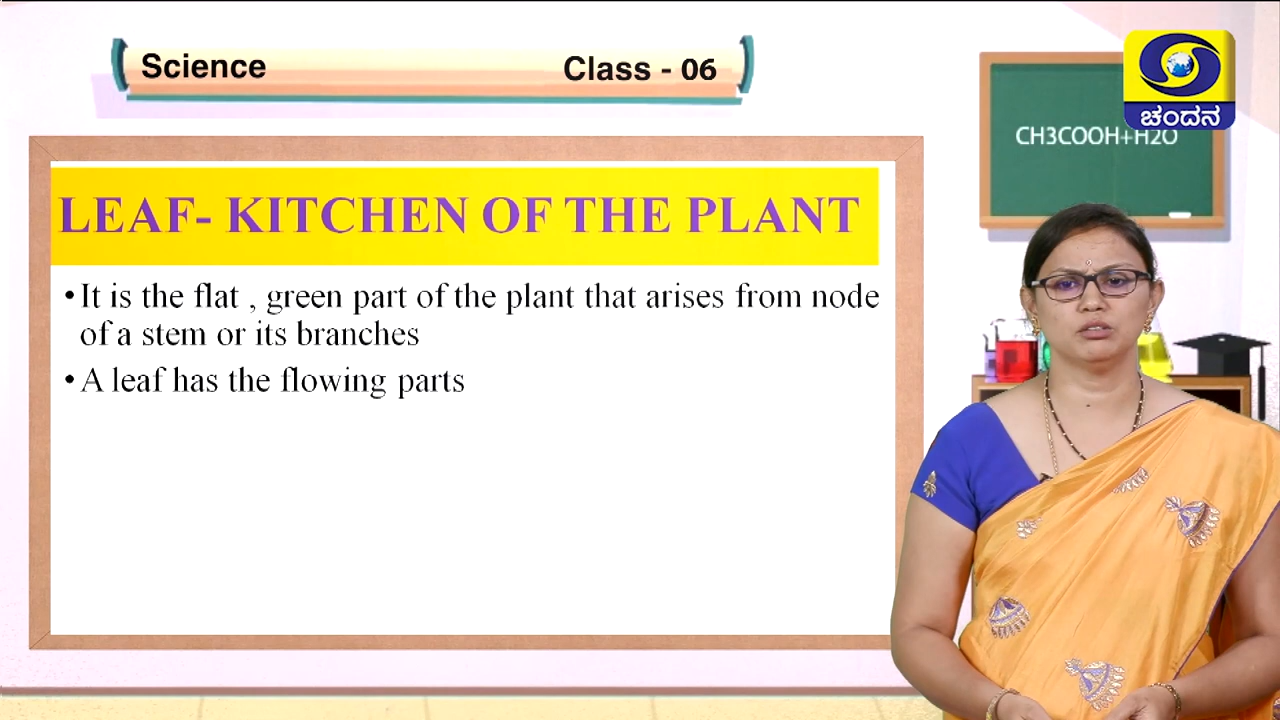 Science
Class - 06
CH3COOH+H2O
ಚಂದನ
LEAF- KITCHEN OF THE PLANT
•It is the flat , green part of the plant that arises from node
of a stem or its branches
•A leaf has the flowing parts